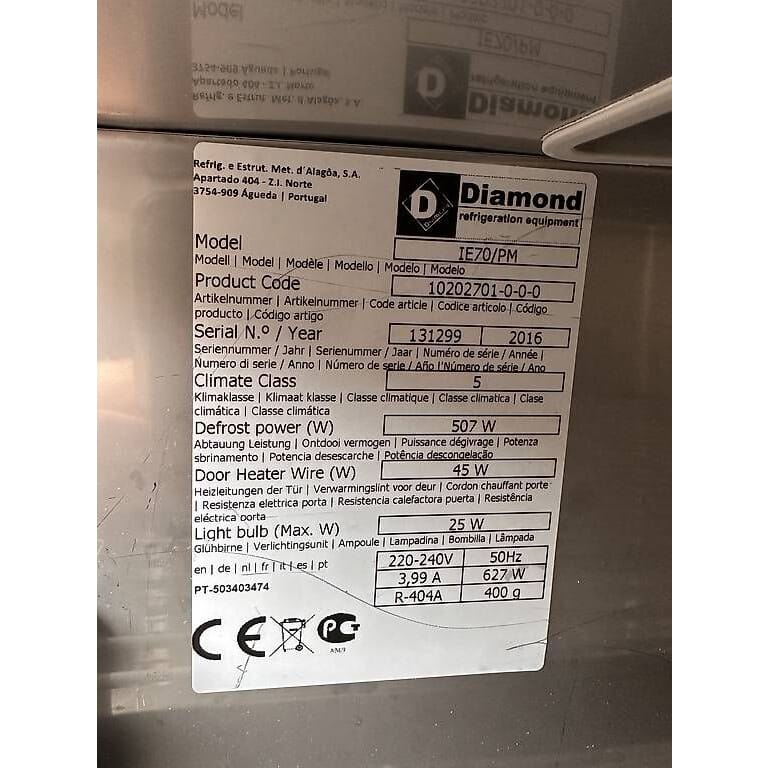 Refrig. e Estrut. Met. d'Alagôa, S.A.
Apartado 404 - Z.I. Norte
3754-909 Águeda | Portugal
D
Diamond
refrigeration equipment
Model
IE70/PM
Modell | Model | Modèle | Modello | Modelo | Modelo
Product Code
10202701-0-0-0
Artikelnummer | Artikelnummer | Code article | Codice articolo | Código
producto | Código artigo
Serial N.º / Year
131299
2016
Seriennummer / Jahr | Serienummer / Jaar | Numéro de série / Année |
Numero di serie / Anno | Número de serie / Año l'Número de série / Ano
Climate Class
5
Klimaklasse | Klimaat klasse | Classe climatique | Classe climatica | Clase
climática | Classe climática
Defrost power (W)
507 W
Abtauung Leistung | Ontdooi vermogen | Puissance dégivrage | Potenza
sbrinamento | Potencia desescarche | Potência descongelação
Door Heater Wire (W)
45 W
Heizleitungen der Tür | Verwarmingslint voor deur | Cordon chauffant porte
| Resistenza elettrica porta | Resistencia calefactora puerta | Resistência
eléctrica porta
Light bulb (Max. W)
25 W
Glühbirne | Verlichtingsunit | Ampoule | Lampadina | Bombilla | Lâmpada
en | de | nl | fr | it | es | pt
220-240V
50Hz
3,99 A
627 W
R-404A
400 g
PT-503403474
CE